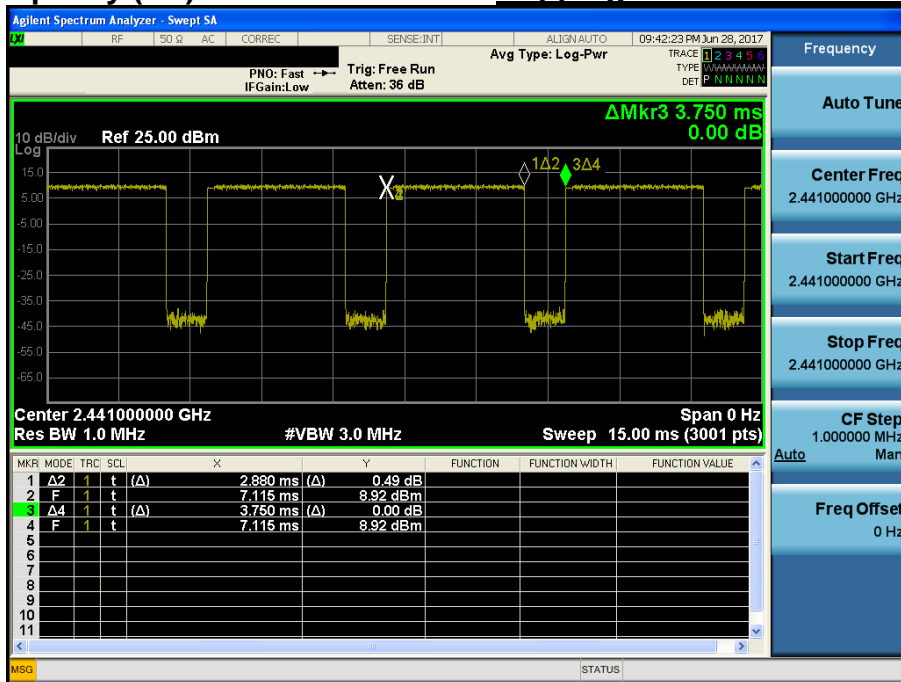 Agilent Spectrum Analyzer - Swept SA
LXI RF 50 Ω AC CORREC SENSE:INT ALIGN AUTO 09:42:23 PM Jun 28, 2017
Avg Type: Log-Pwr
TRACE 1 2 3 4 5 6
TYPE WWWWWW
DET P N N N N N
PNO: Fast Trig: Free Run
IFGain:Low Atten: 36 dB
ΔMkr3 3.750 ms
0.00 dB
10 dB/div Ref 25.00 dBm
Log
1Δ2 3Δ4
15.0
5.00
-5.00
-15.0
-25.0
-35.0
-45.0
-55.0
-65.0
X
Center 2.441000000 GHz Span 0 Hz
Res BW 1.0 MHz #VBW 3.0 MHz Sweep 15.00 ms (3001 pts)
MKR MODE TRC SCL X Y FUNCTION FUNCTION WIDTH FUNCTION VALUE
1 Δ2 1 t (Δ) 2.880 ms (Δ) 0.49 dB
2 F 1 t 7.115 ms 8.92 dBm
3 Δ4 1 t (Δ) 3.750 ms (Δ) 0.00 dB
4 F 1 t 7.115 ms 8.92 dBm
5
6
7
8
9
10
11
MSG STATUS
Frequency
Auto Tune
Center Freq
2.441000000 GHz
Start Freq
2.441000000 GHz
Stop Freq
2.441000000 GHz
CF Step
1.000000 MHz
Auto Man
Freq Offset
0 Hz